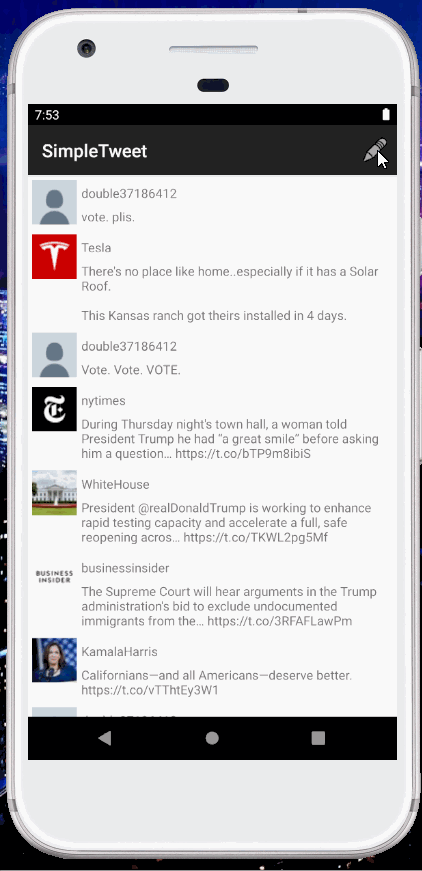 7:53
SimpleTweet
double37186412
vote. plis.
Tesla
There's no place like home..especially if it has a Solar
Roof.
This Kansas ranch got theirs installed in 4 days.
double37186412
Vote. Vote. VOTE.
nytimes
During Thursday night's town hall, a woman told
President Trump he had “a great smile” before asking
him a question… https://t.co/bTP9m8ibiS
WhiteHouse
President @realDonaldTrump is working to enhance
rapid testing capacity and accelerate a full, safe
reopening acros… https://t.co/TKWL2pg5Mf
BUSINESS
INSIDER
businessinsider
The Supreme Court will hear arguments in the Trump
administration's bid to exclude undocumented
immigrants from the… https://t.co/3RFAFLawPm
KamalaHarris
Californians—and all Americans—deserve better.
https://t.co/vTThtEy3W1